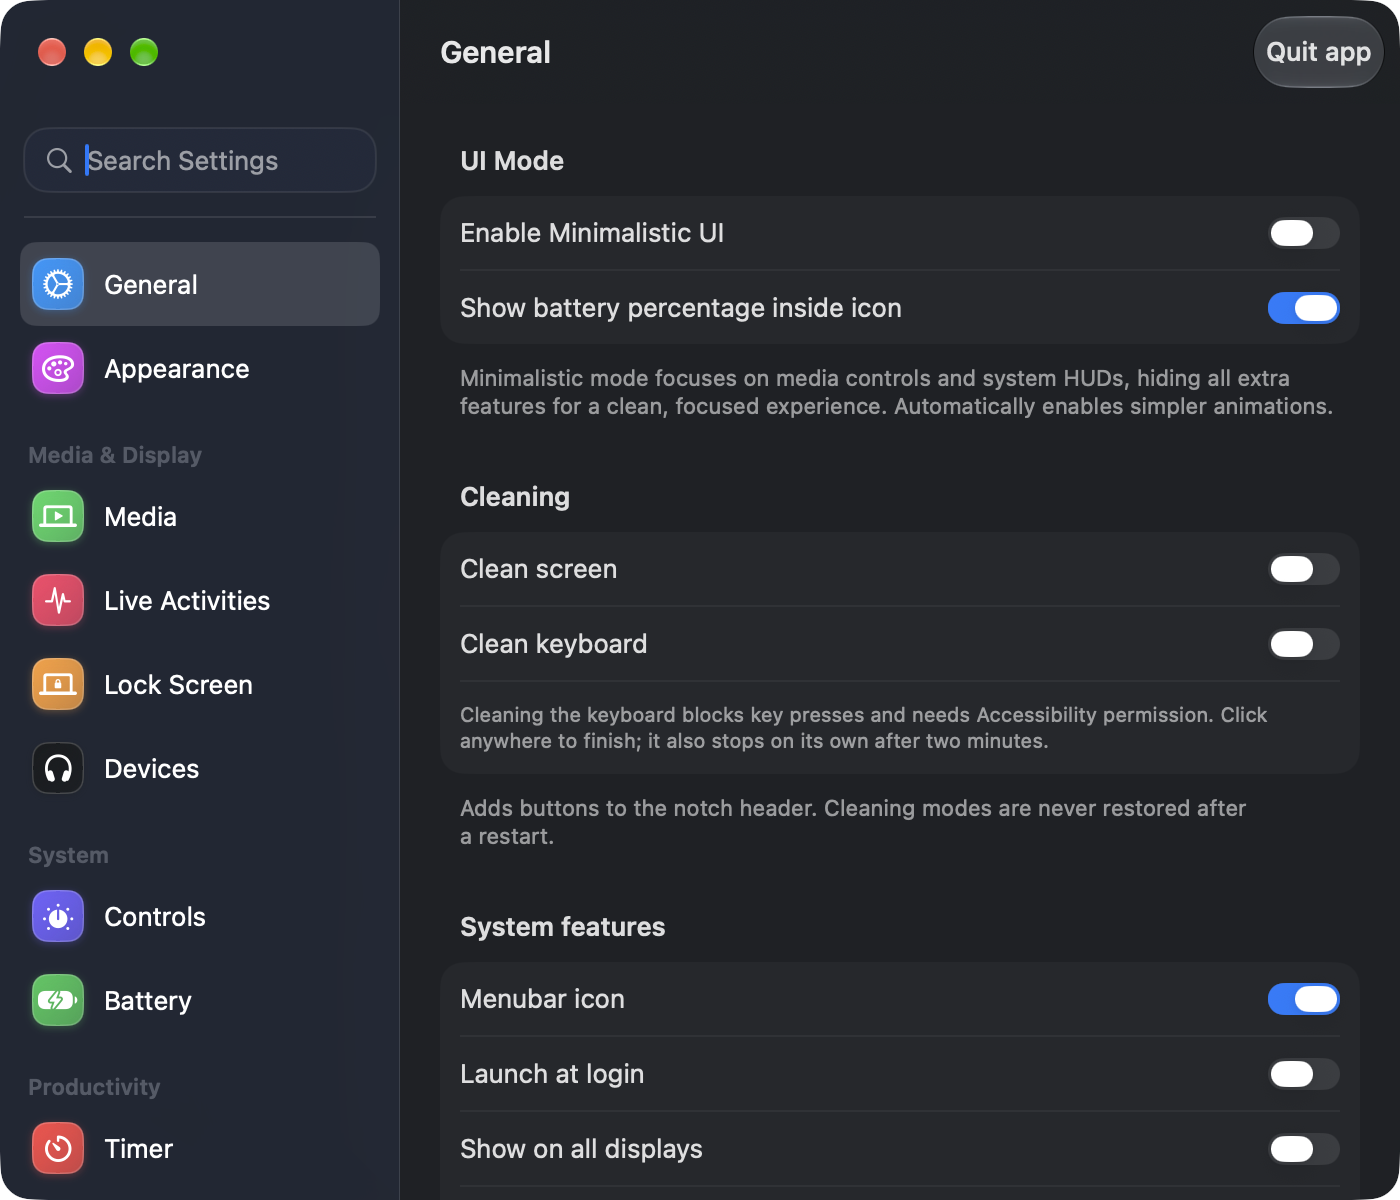 Search Settings
General
Appearance
Media & Display
Media
Live Activities
Lock Screen
Devices
System
Controls
Battery
Productivity
Timer
General
Quit app
UI Mode
Enable Minimalistic UI
Show battery percentage inside icon
Minimalistic mode focuses on media controls and system HUDs, hiding all extra
features for a clean, focused experience. Automatically enables simpler animations.
Cleaning
Clean screen
Clean keyboard
Cleaning the keyboard blocks key presses and needs Accessibility permission. Click
anywhere to finish; it also stops on its own after two minutes.
Adds buttons to the notch header. Cleaning modes are never restored after
a restart.
System features
Menubar icon
Launch at login
Show on all displays